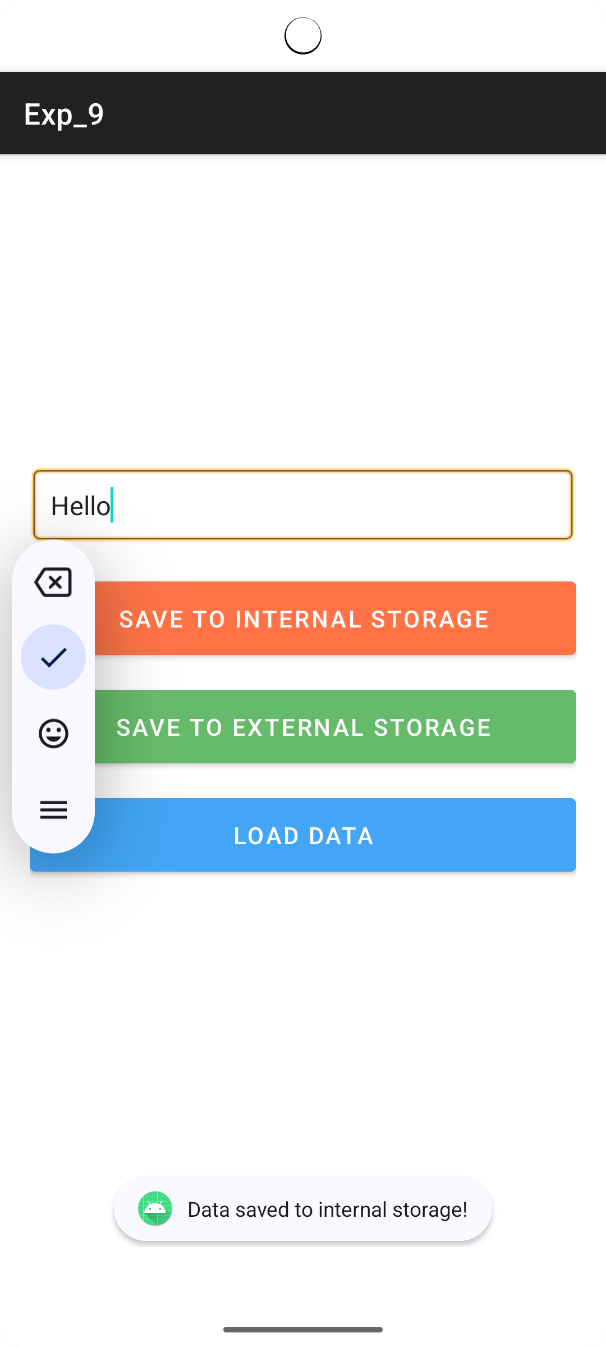 Exp_9
Hello
SAVE TO INTERNAL STORAGE
SAVE TO EXTERNAL STORAGE
LOAD DATA
Data saved to internal storage!